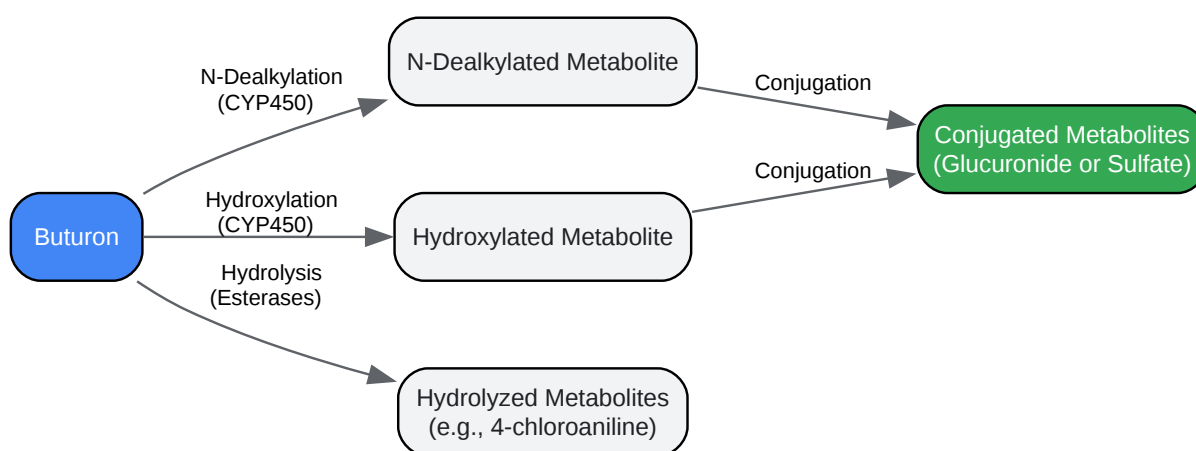 N-Dealkylated Metabolite
N-Dealkylation
(CYP450)
Conjugation
Conjugated Metabolites
(Glucuronide or Sulfate)
Conjugation
Buturon
Hydroxylation
(CYP450)
Hydroxylated Metabolite
Hydrolysis
(Esterases)
Hydrolyzed Metabolites
(e.g., 4-chloroaniline)